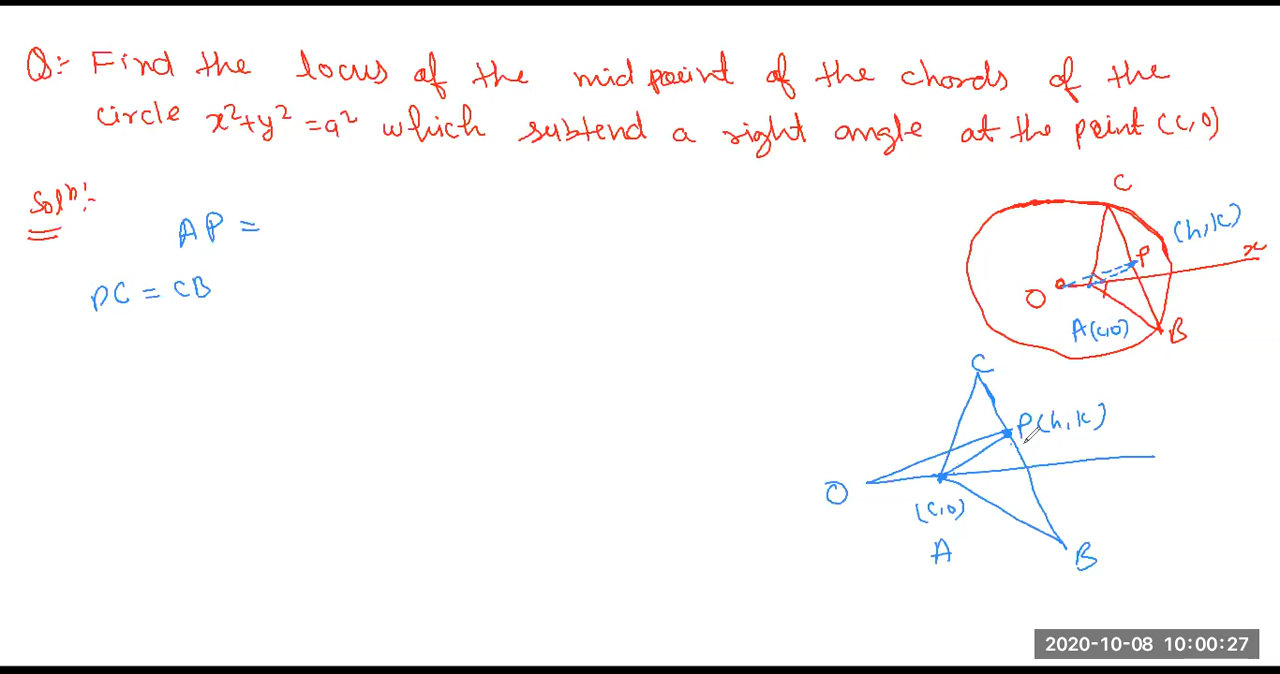 Q:- Find the locus of the mid point of the chords of the
circle x²+y² = a² which subtend a right angle at the point (c,0)
Solⁿ:-
AP =
PC = CB
C
(h,k)
P
x
O
A(c,0)
B
C
P(h,k)
O
(c,0)
A
B
2020-10-08 10:00:27